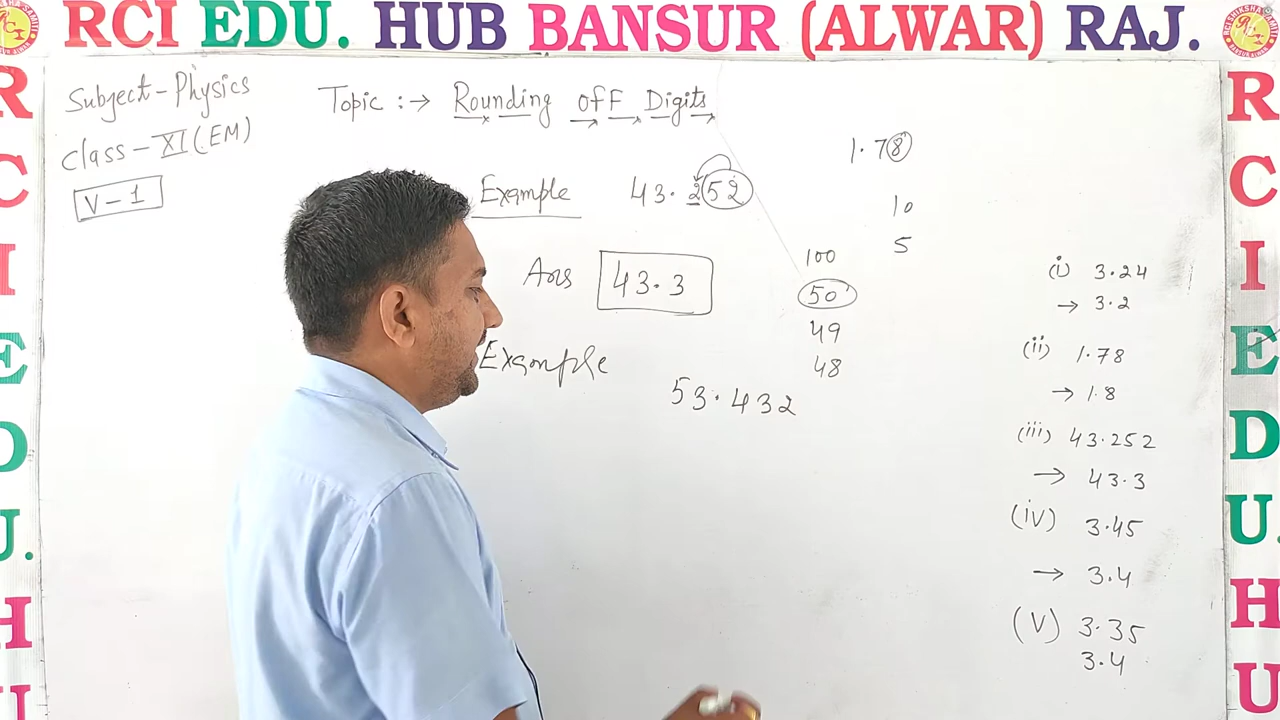 RCI EDU. HUB BANSUR (ALWAR) RAJ.
Subject - Physics
Class - XI (EM)
V - 1
Topic :→ Rounding off Digits
Example 43.252
Ans 43.3
Example
53.432
1.78
10
5
100
50
49
48
(i) 3.24
→ 3.2
(ii) 1.78
→ 1.8
(iii) 43.252
→ 43.3
(iv) 3.45
→ 3.4
(V) 3.35
3.4
R
C
I
E
D
U.
H
U
R
C
I
E
D
U.
H
U